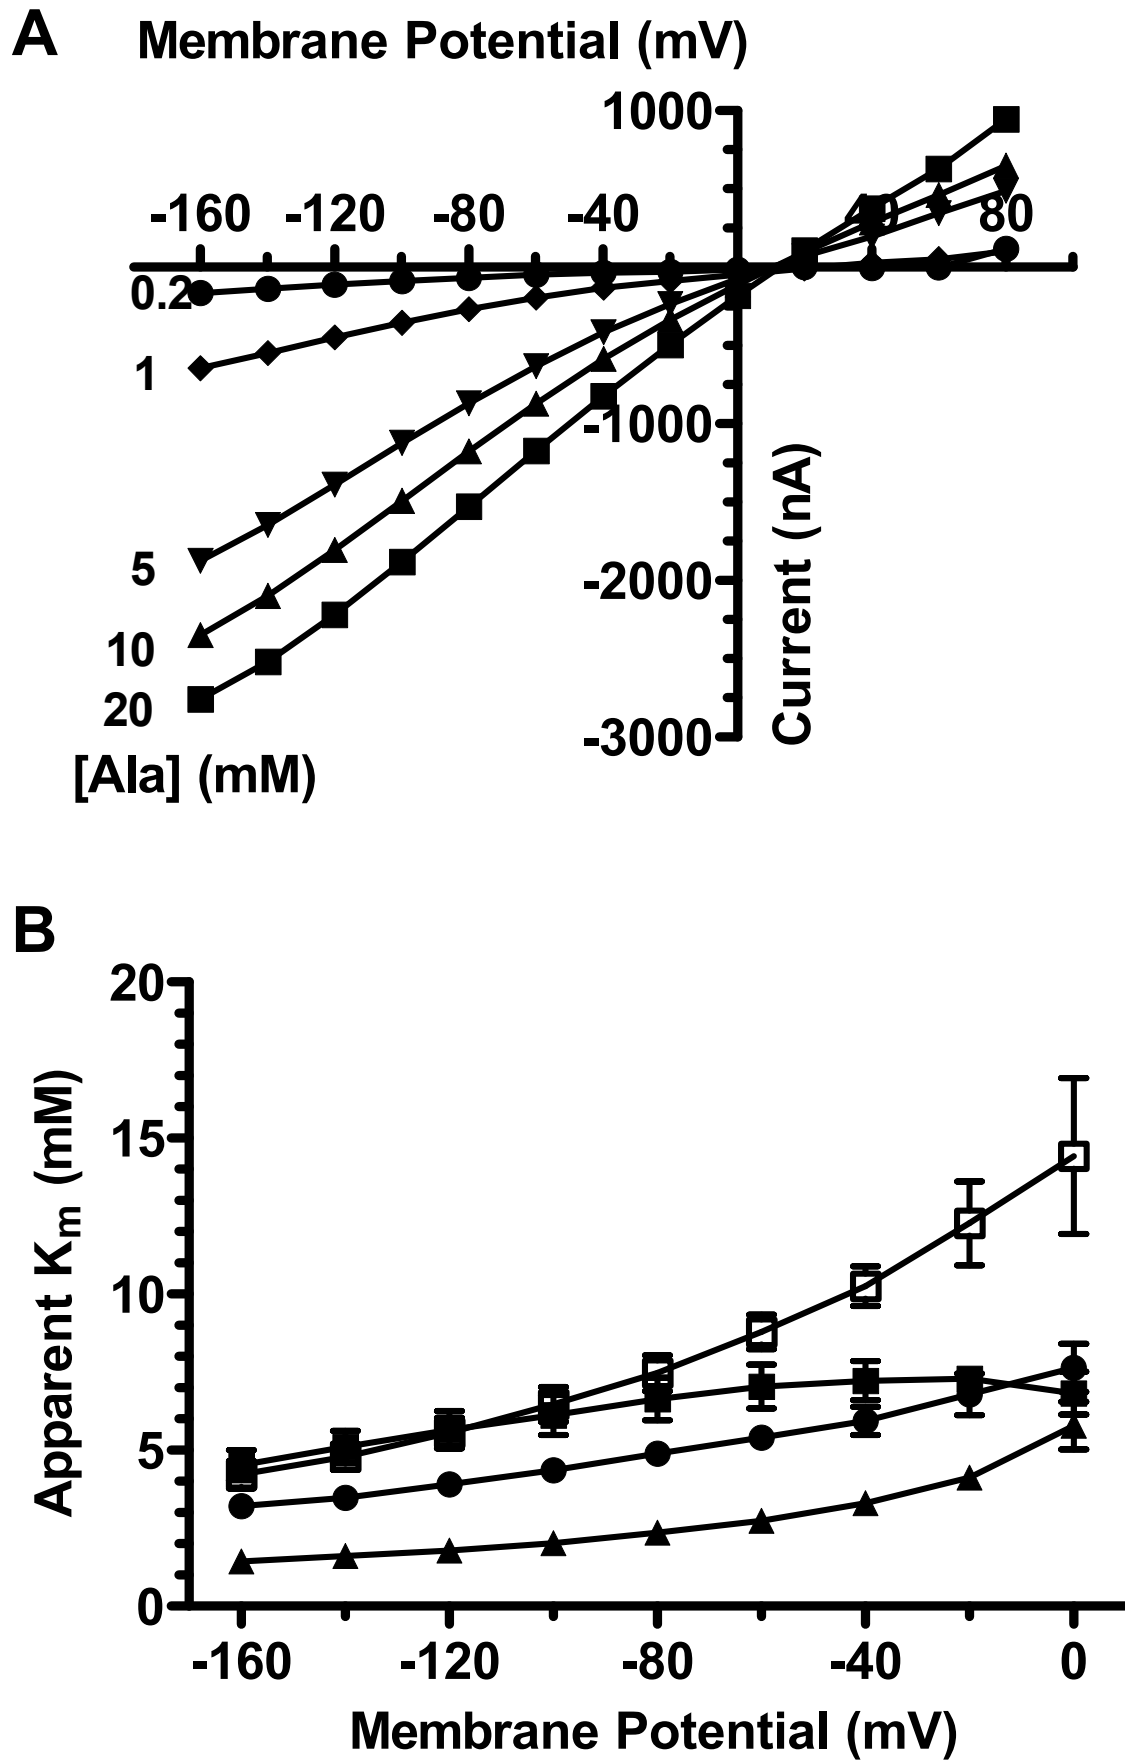 A Membrane Potential (mV)
1000
-160 -120 -80 -40 40 80
0.2
1
-1000
5
-2000
10
20
-3000
Current (nA)
[Ala] (mM)
B
20
15
10
5
0
Apparent Km (mM)
-160 -120 -80 -40 0
Membrane Potential (mV)